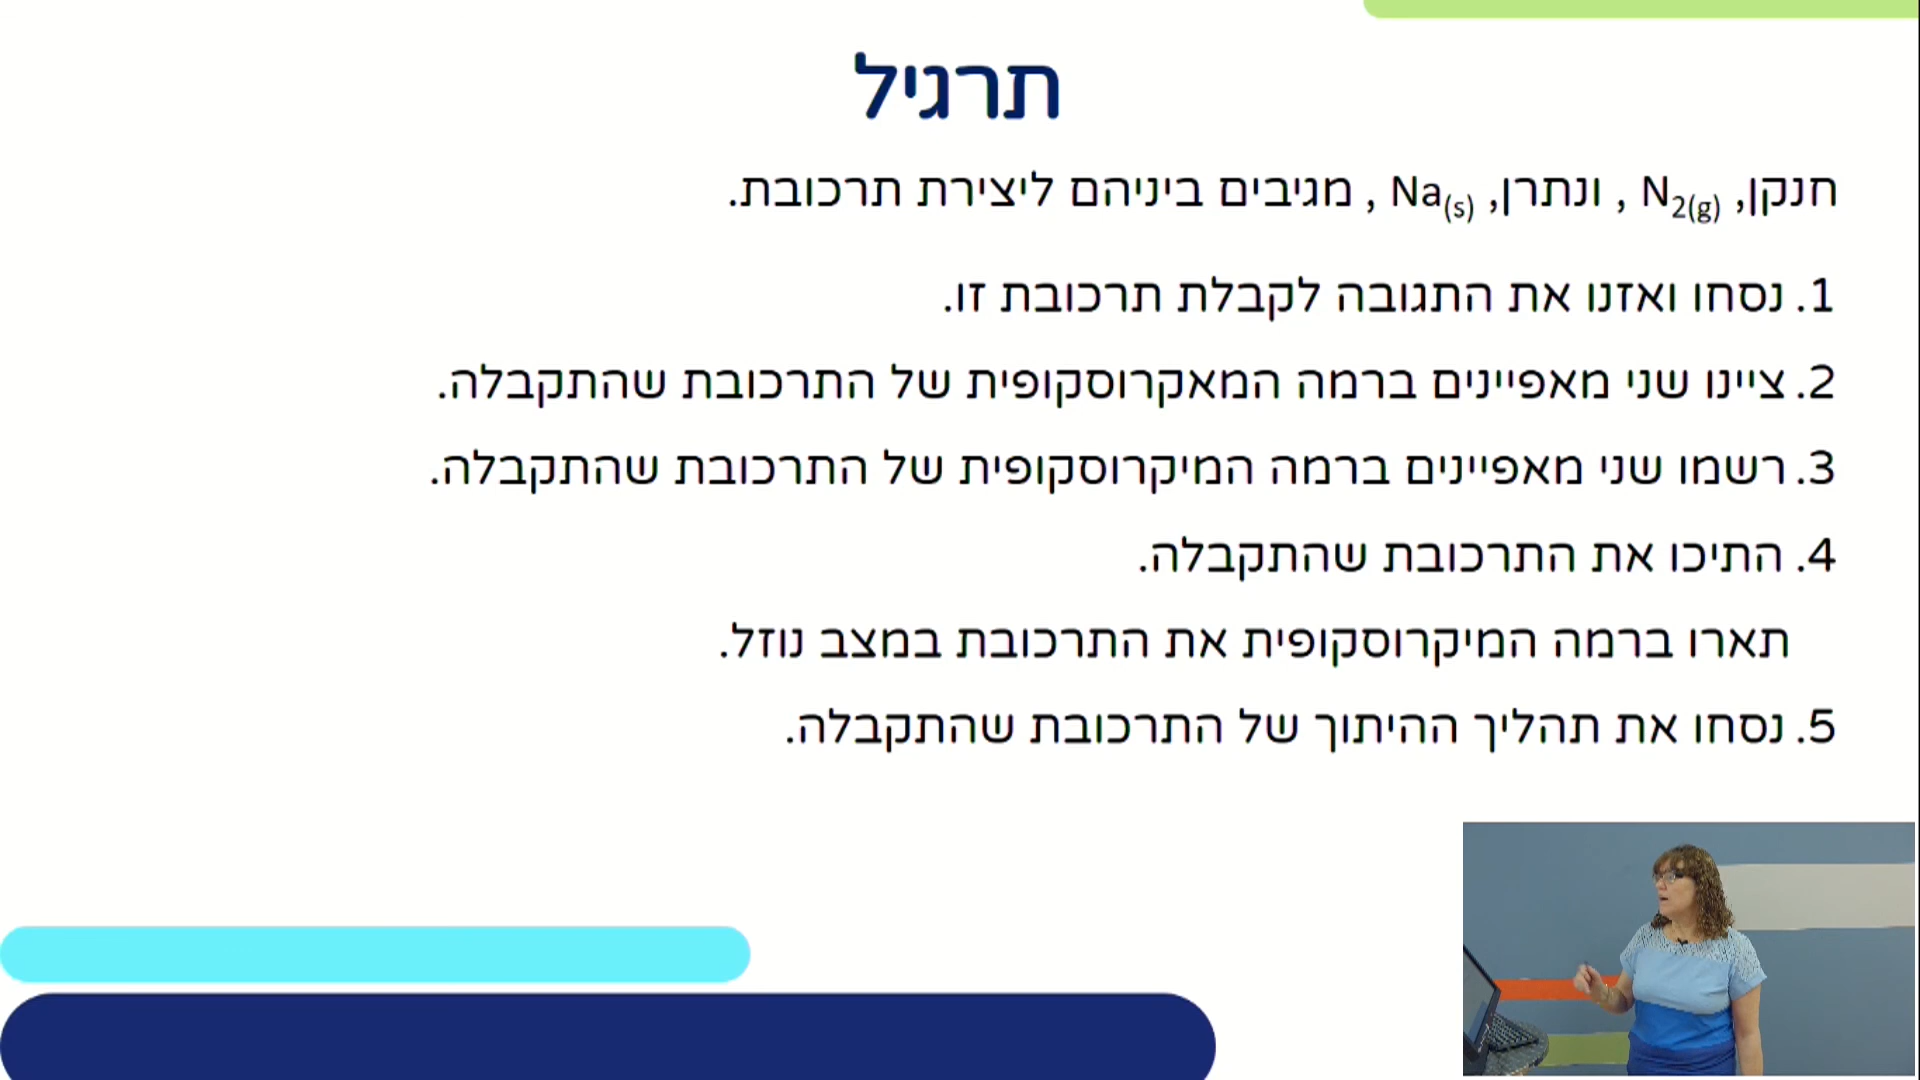 תרגיל
חנקן, N2(g) , ונתרן, Na(s) , מגיבים ביניהם ליצירת תרכובת.
1. נסחו ואזנו את התגובה לקבלת תרכובת זו.
2. ציינו שני מאפיינים ברמה המאקרוסקופית של התרכובת שהתקבלה.
3. רשמו שני מאפיינים ברמה המיקרוסקופית של התרכובת שהתקבלה.
4. התיכו את התרכובת שהתקבלה.
תארו ברמה המיקרוסקופית את התרכובת במצב נוזל.
5. נסחו את תהליך ההיתוך של התרכובת שהתקבלה.